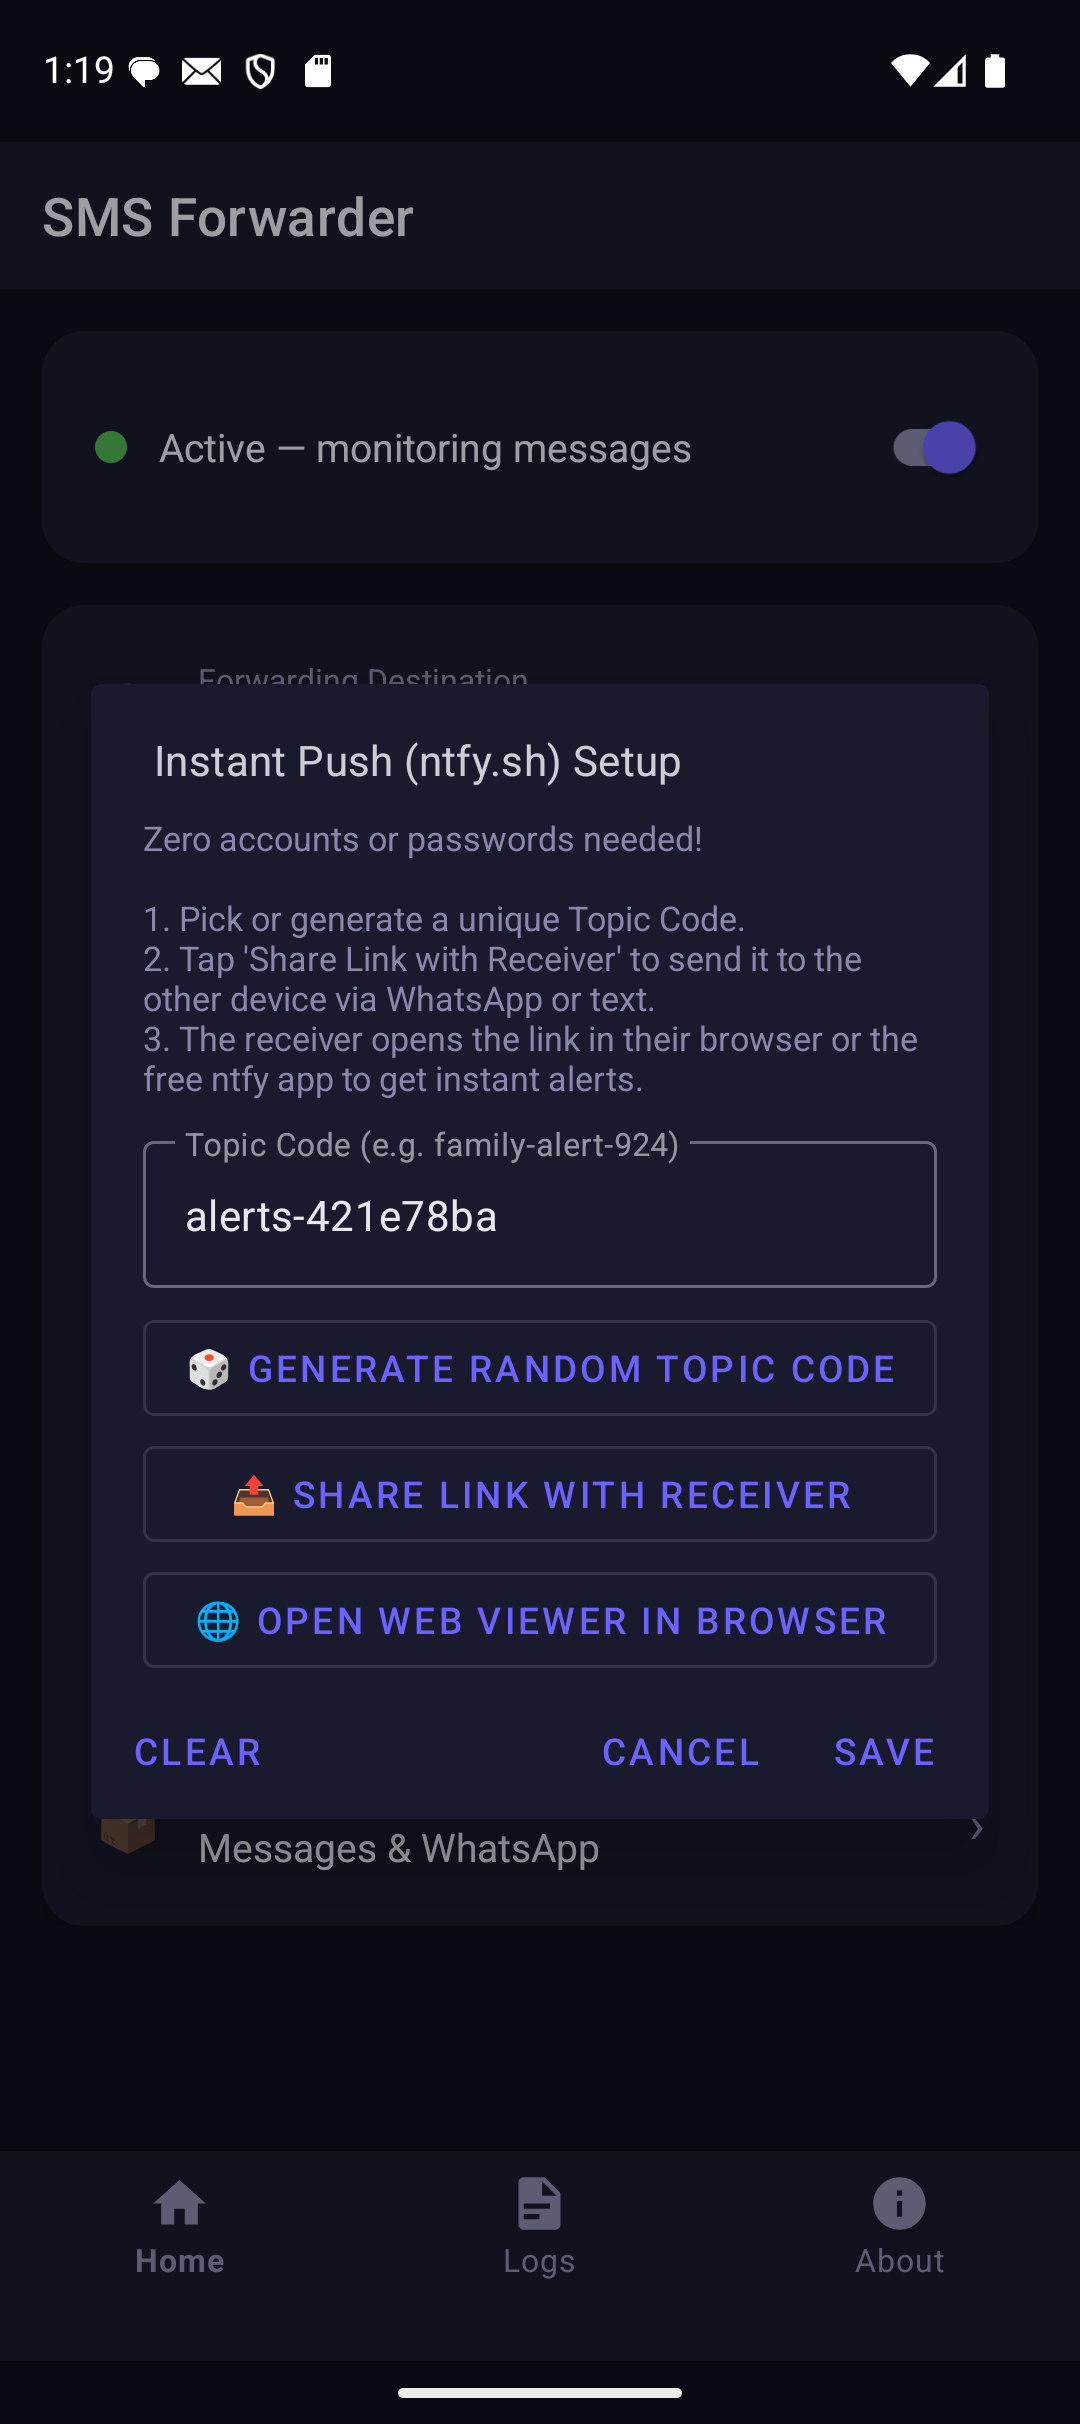 1:19
SMS Forwarder
Active — monitoring messages
Forwarding Destination
Instant Push (ntfy.sh) Setup
Zero accounts or passwords needed!
1. Pick or generate a unique Topic Code.
2. Tap 'Share Link with Receiver' to send it to the
other device via WhatsApp or text.
3. The receiver opens the link in their browser or the
free ntfy app to get instant alerts.
Topic Code (e.g. family-alert-924)
alerts-421e78ba
GENERATE RANDOM TOPIC CODE
SHARE LINK WITH RECEIVER
OPEN WEB VIEWER IN BROWSER
CLEAR CANCEL SAVE
Messages & WhatsApp
Home Logs About